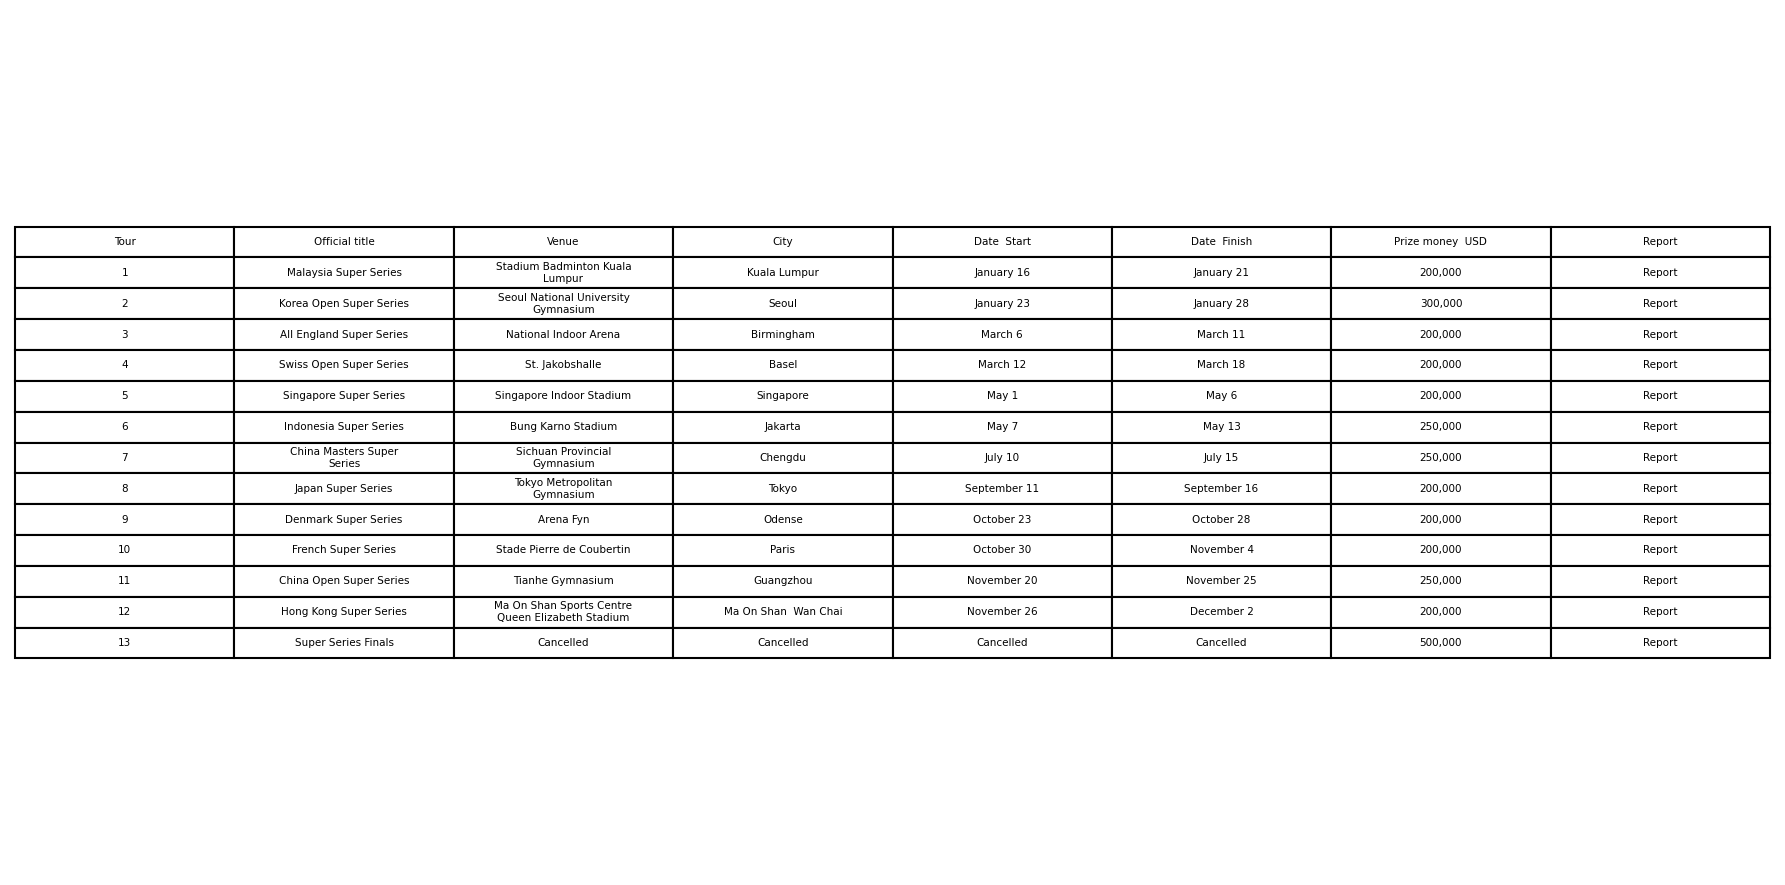 Tour Official title Venue City Date  Start Date  Finish Prize money  USD Report
1 Malaysia Super Series Stadium Badminton Kuala Lumpur Kuala Lumpur January 16 January 21 200,000 Report
2 Korea Open Super Series Seoul National University Gymnasium Seoul January 23 January 28 300,000 Report
3 All England Super Series National Indoor Arena Birmingham March 6 March 11 200,000 Report
4 Swiss Open Super Series St. Jakobshalle Basel March 12 March 18 200,000 Report
5 Singapore Super Series Singapore Indoor Stadium Singapore May 1 May 6 200,000 Report
6 Indonesia Super Series Bung Karno Stadium Jakarta May 7 May 13 250,000 Report
7 China Masters Super Series Sichuan Provincial Gymnasium Chengdu July 10 July 15 250,000 Report
8 Japan Super Series Tokyo Metropolitan Gymnasium Tokyo September 11 September 16 200,000 Report
9 Denmark Super Series Arena Fyn Odense October 23 October 28 200,000 Report
10 French Super Series Stade Pierre de Coubertin Paris October 30 November 4 200,000 Report
11 China Open Super Series Tianhe Gymnasium Guangzhou November 20 November 25 250,000 Report
12 Hong Kong Super Series Ma On Shan Sports Centre Queen Elizabeth Stadium Ma On Shan  Wan Chai November 26 December 2 200,000 Report
13 Super Series Finals Cancelled Cancelled Cancelled Cancelled 500,000 Report